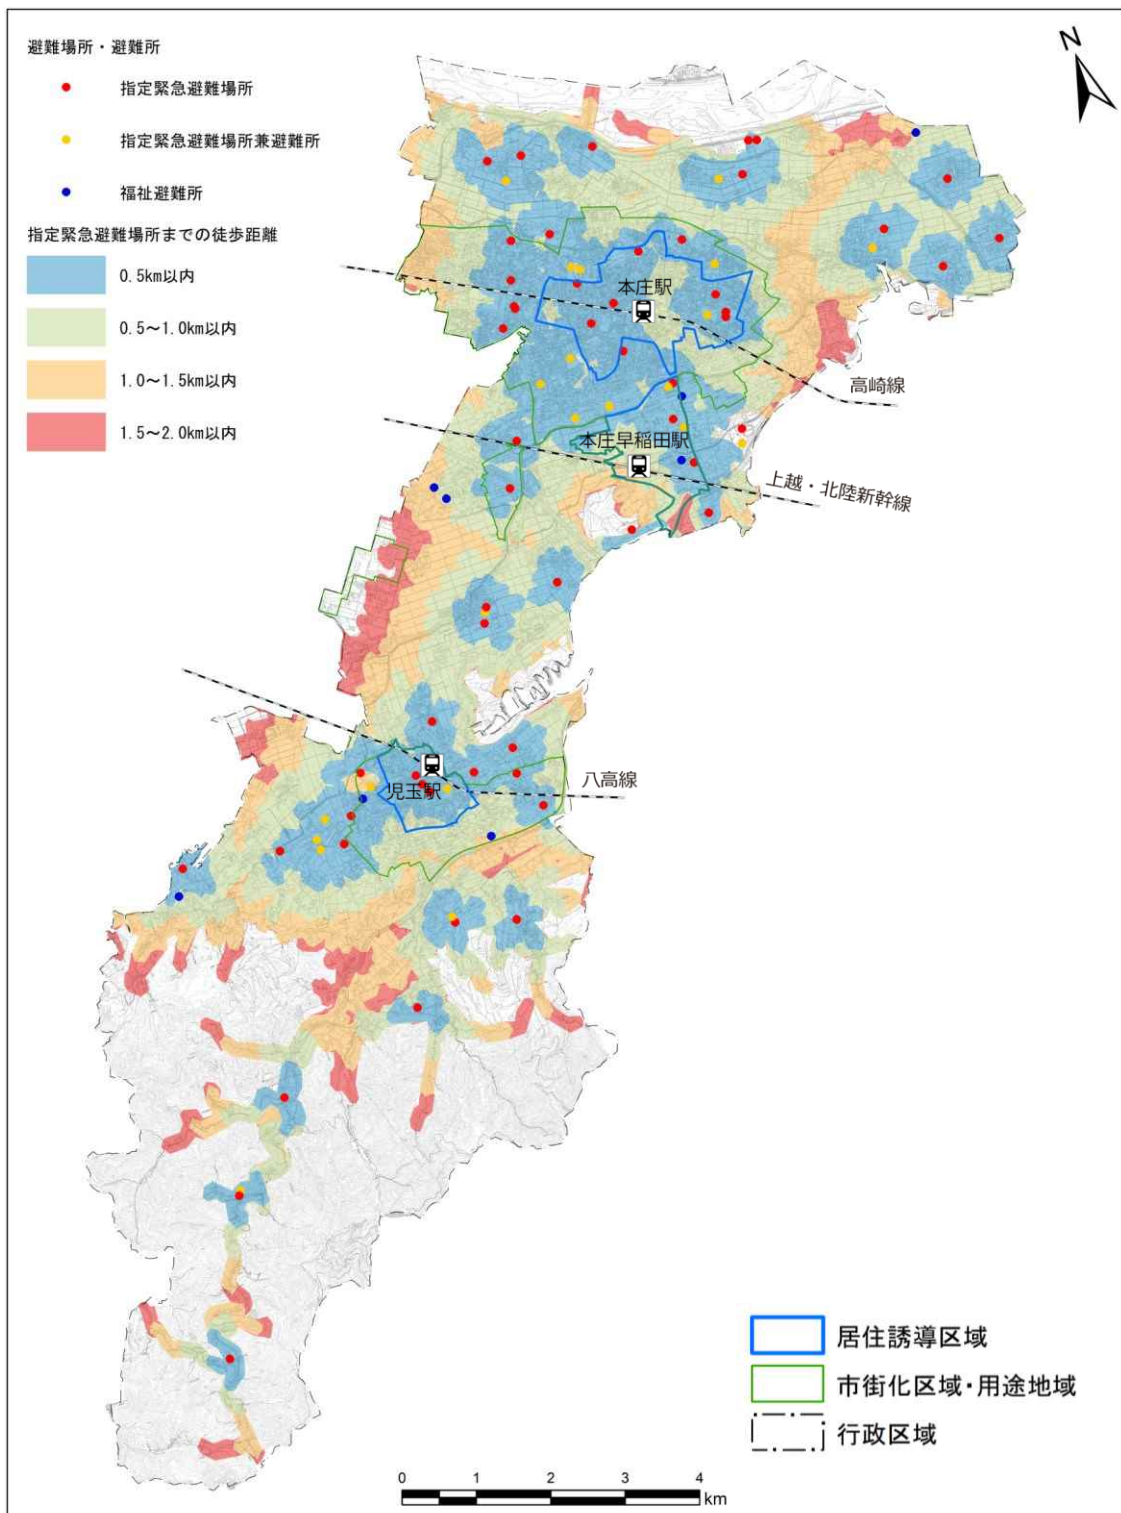 避難場所・避難所
指定緊急避難場所
指定緊急避難場所兼避難所
福祉避難所
指定緊急避難場所までの徒歩距離
0.5km以内
0.5～1.0km以内
1.0～1.5km以内
1.5～2.0km以内
N
本庄駅
高崎線
本庄早稲田駅
上越・北陸新幹線
児玉駅
八高線
居住誘導区域
市街化区域・用途地域
行政区域
0 1 2 3 4
km